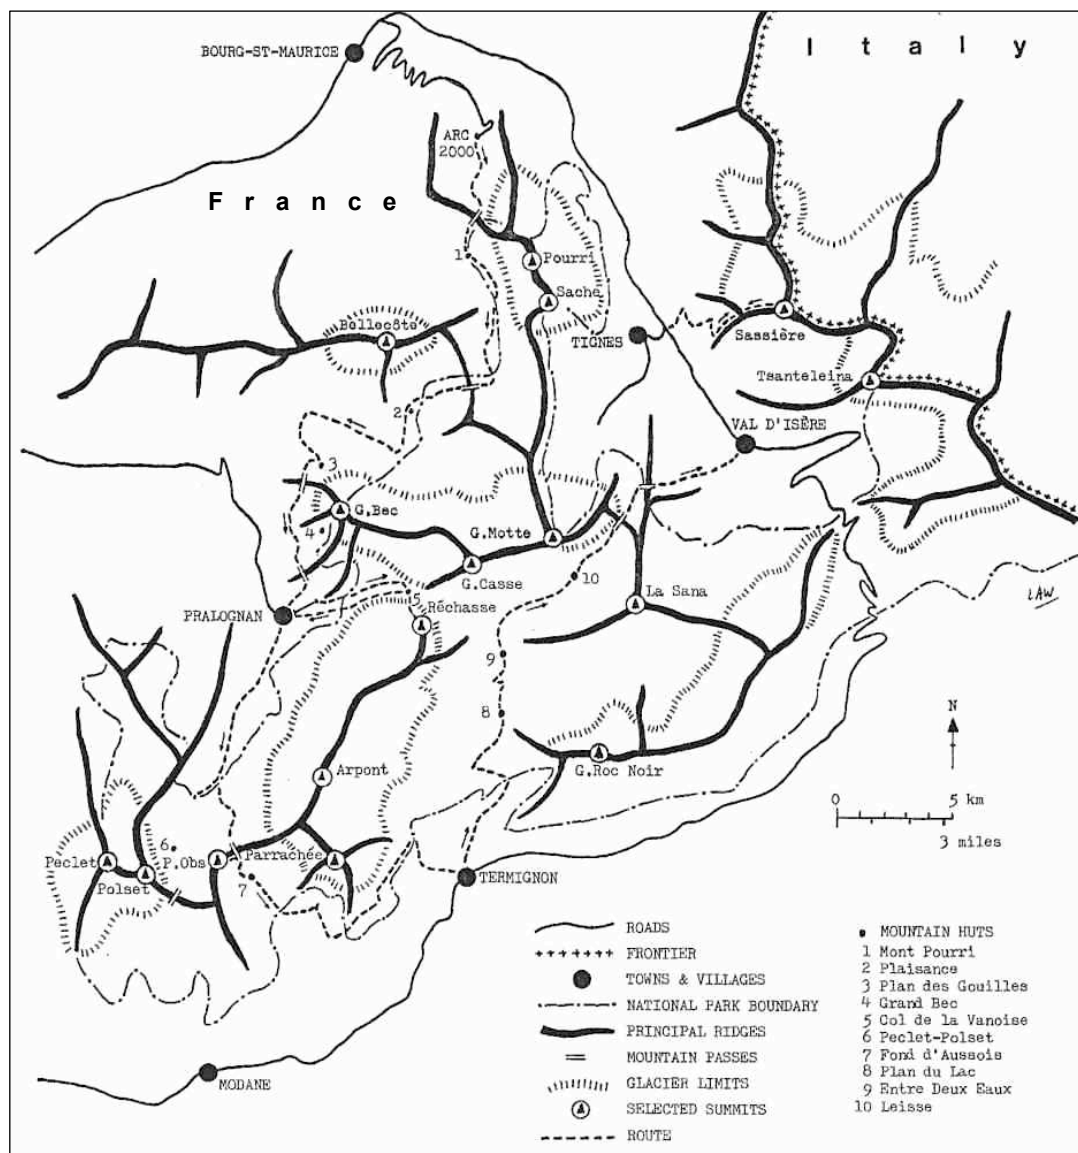 I t a l y
BOURG-ST-MAURICE
ARC
2000
F r a n c e
1
Pourri
Sache
Bellecôte
TIGNES
Sassière
Tsanteleina
2
VAL D'ISÈRE
3
G.Bec
4
G.Motte
G.Casse
10
La Sana
LAW.
5
PRALOGNAN
Réchasse
9
8
N
G.Roc Noir
Arpont
0 5 km
3 miles
6
Peclet
P.Obs
Parrachée
Polset
7
TERMIGNON
MODANE
ROADS
FRONTIER
TOWNS & VILLAGES
NATIONAL PARK BOUNDARY
PRINCIPAL RIDGES
MOUNTAIN PASSES
GLACIER LIMITS
SELECTED SUMMITS
ROUTE
MOUNTAIN HUTS
1 Mont Pourri
2 Plaisance
3 Plan des Gouilles
4 Grand Bec
5 Col de la Vanoise
6 Peclet-Polset
7 Fond d'Aussois
8 Plan du Lac
9 Entre Deux Eaux
10 Leisse